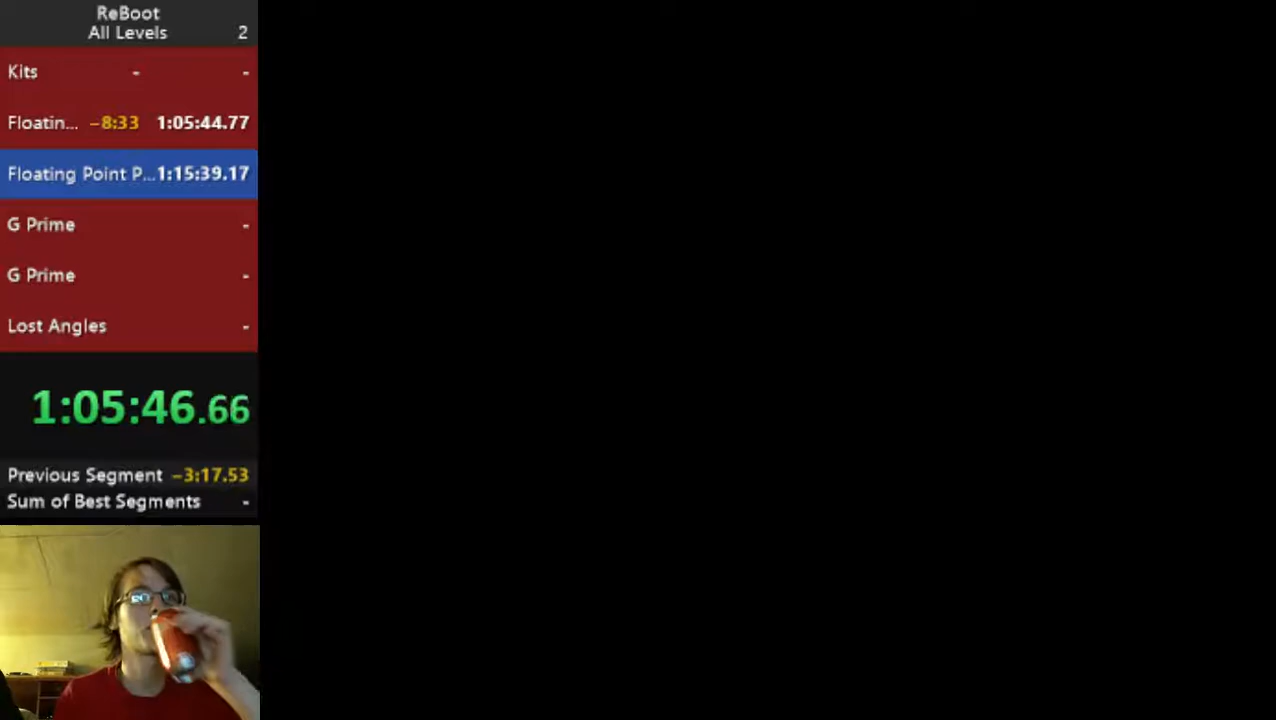 ReBoot
All Levels 2
Kits - -
Floatin... −8:33 1:05:44.77
Floating Point P...1:15:39.17
G Prime -
G Prime -
Lost Angles -
1:05:46.66
Previous Segment −3:17.53
Sum of Best Segments -